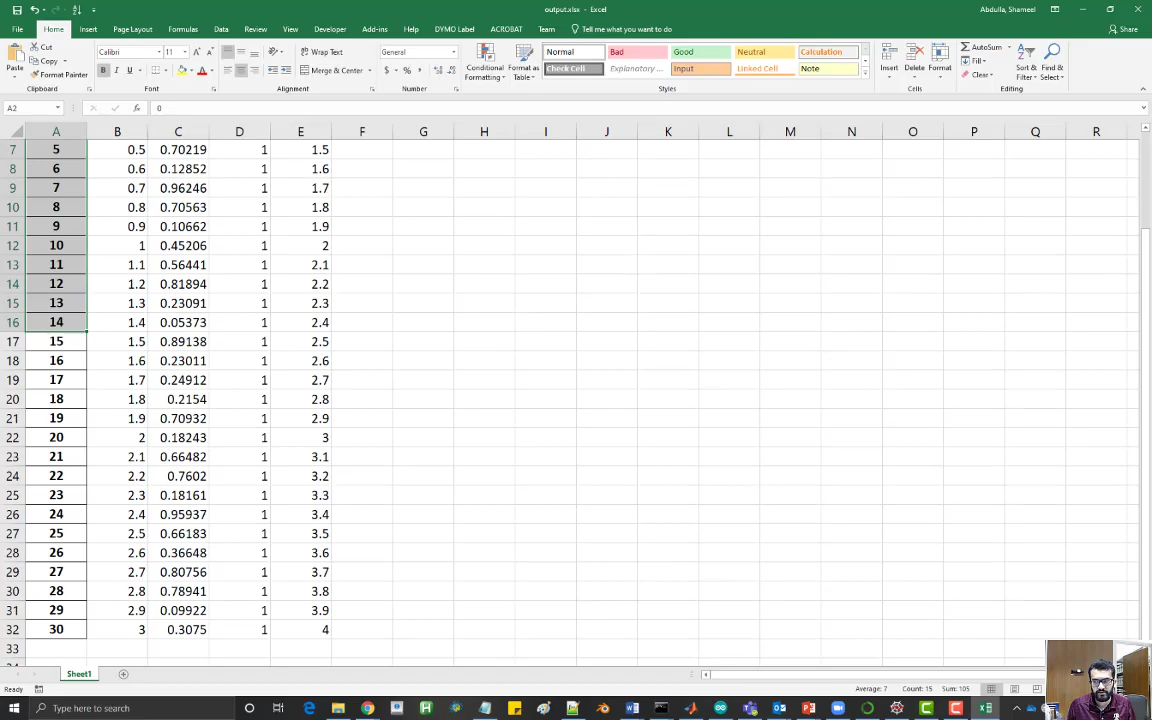 output.xlsx - Excel
Abdulla, Shameel
File Home Insert Page Layout Formulas Data Review View Developer Add-ins Help DYMO Label ACROBAT Team Tell me what you want to do
Share
Paste
Cut
Copy
Format Painter
Clipboard
Calibri 11
B I U
Font
Wrap Text
Merge & Center
Alignment
General
$ % ,
Number
Conditional Formatting
Format as Table
Normal Bad Good Neutral Calculation
Check Cell Explanatory ... Input Linked Cell Note
Styles
Insert Delete Format
Cells
AutoSum
Fill
Clear
Sort & Filter
Find & Select
Editing
A2 fx 0
A B C D E F G H I J K L M N O P Q R
7 5 0.5 0.70219 1 1.5
8 6 0.6 0.12852 1 1.6
9 7 0.7 0.96246 1 1.7
10 8 0.8 0.70563 1 1.8
11 9 0.9 0.10662 1 1.9
12 10 1 0.45206 1 2
13 11 1.1 0.56441 1 2.1
14 12 1.2 0.81894 1 2.2
15 13 1.3 0.23091 1 2.3
16 14 1.4 0.05373 1 2.4
17 15 1.5 0.89138 1 2.5
18 16 1.6 0.23011 1 2.6
19 17 1.7 0.24912 1 2.7
20 18 1.8 0.2154 1 2.8
21 19 1.9 0.70932 1 2.9
22 20 2 0.18243 1 3
23 21 2.1 0.66482 1 3.1
24 22 2.2 0.7602 1 3.2
25 23 2.3 0.18161 1 3.3
26 24 2.4 0.95937 1 3.4
27 25 2.5 0.66183 1 3.5
28 26 2.6 0.36648 1 3.6
29 27 2.7 0.80756 1 3.7
30 28 2.8 0.78941 1 3.8
31 29 2.9 0.09922 1 3.9
32 30 3 0.3075 1 4
33
Sheet1
Ready
Average: 7 Count: 15 Sum: 105
Type here to search